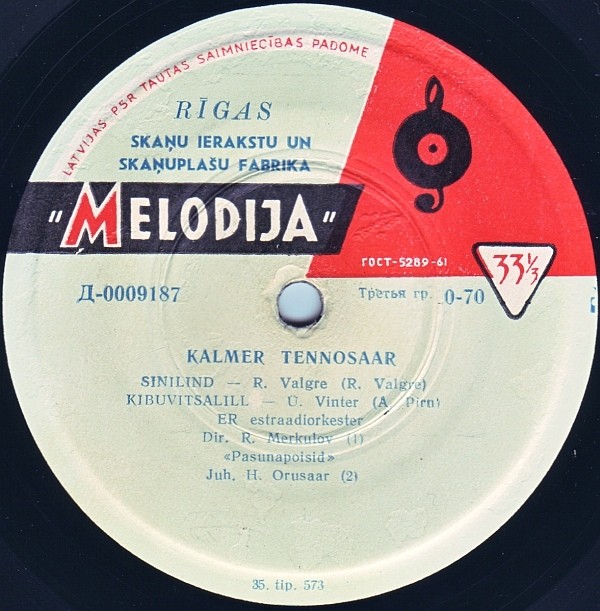 LATVIJAS PSR TAUTAS SAIMNIECĪBAS PADOME
RĪGAS
SKAŅU IERAKSTU UN
SKAŅUPLAŠU FABRIKA
"MELODIJA"
ГОСТ-5289-61
33⅓
Д-0009187
Третья гр. 0-70
KALMER TENNOSAAR
SINILIND — R. Valgre (R. Valgre)
KIBUVITSALILL — Ü. Vinter (A. Pirn)
ER estraadiorkester
Dir. R. Merkulov (1)
«Pasunapoisid»
Juh. H. Orusaar (2)
35. tip. 573